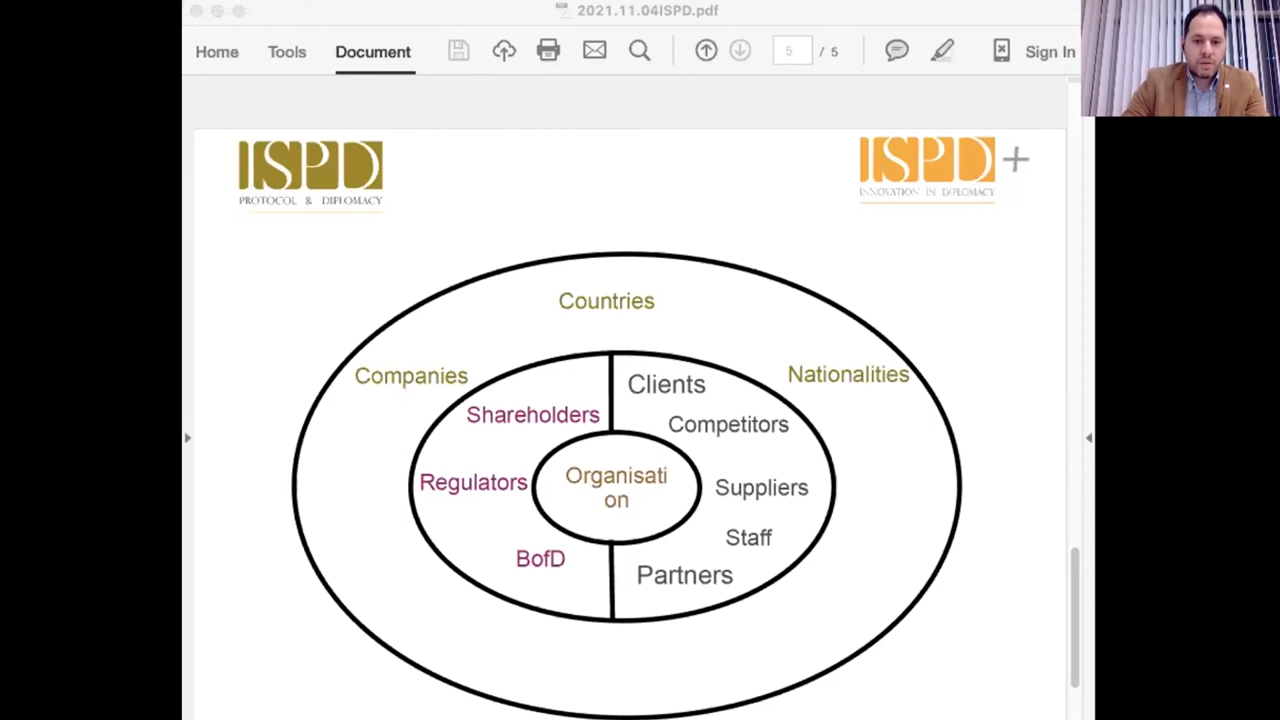 2021.11.04ISPD.pdf
Home Tools Document 5 / 5 Sign In
ISPD
PROTOCOL & DIPLOMACY
ISPD +
INNOVATION IN DIPLOMACY
Countries
Companies
Nationalities
Clients
Shareholders
Competitors
Organisati
on
Regulators
Suppliers
Staff
BofD
Partners